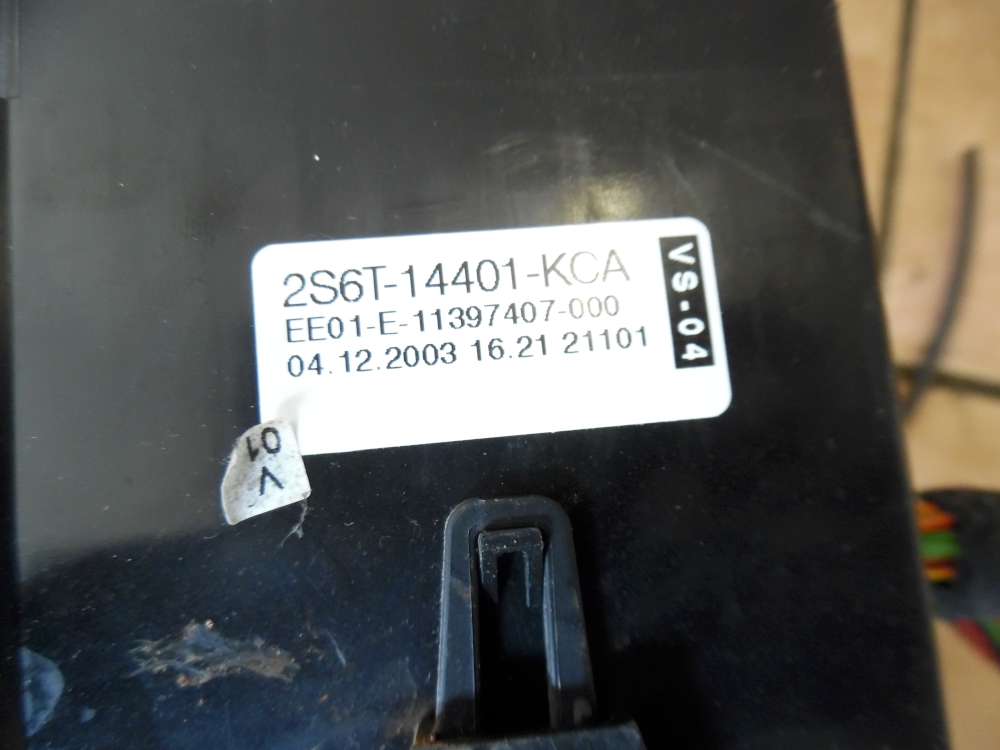 2S6T-14401-KCA
EE01-E-11397407-000
04.12.2003 16.21 21101
VS-04
V
01